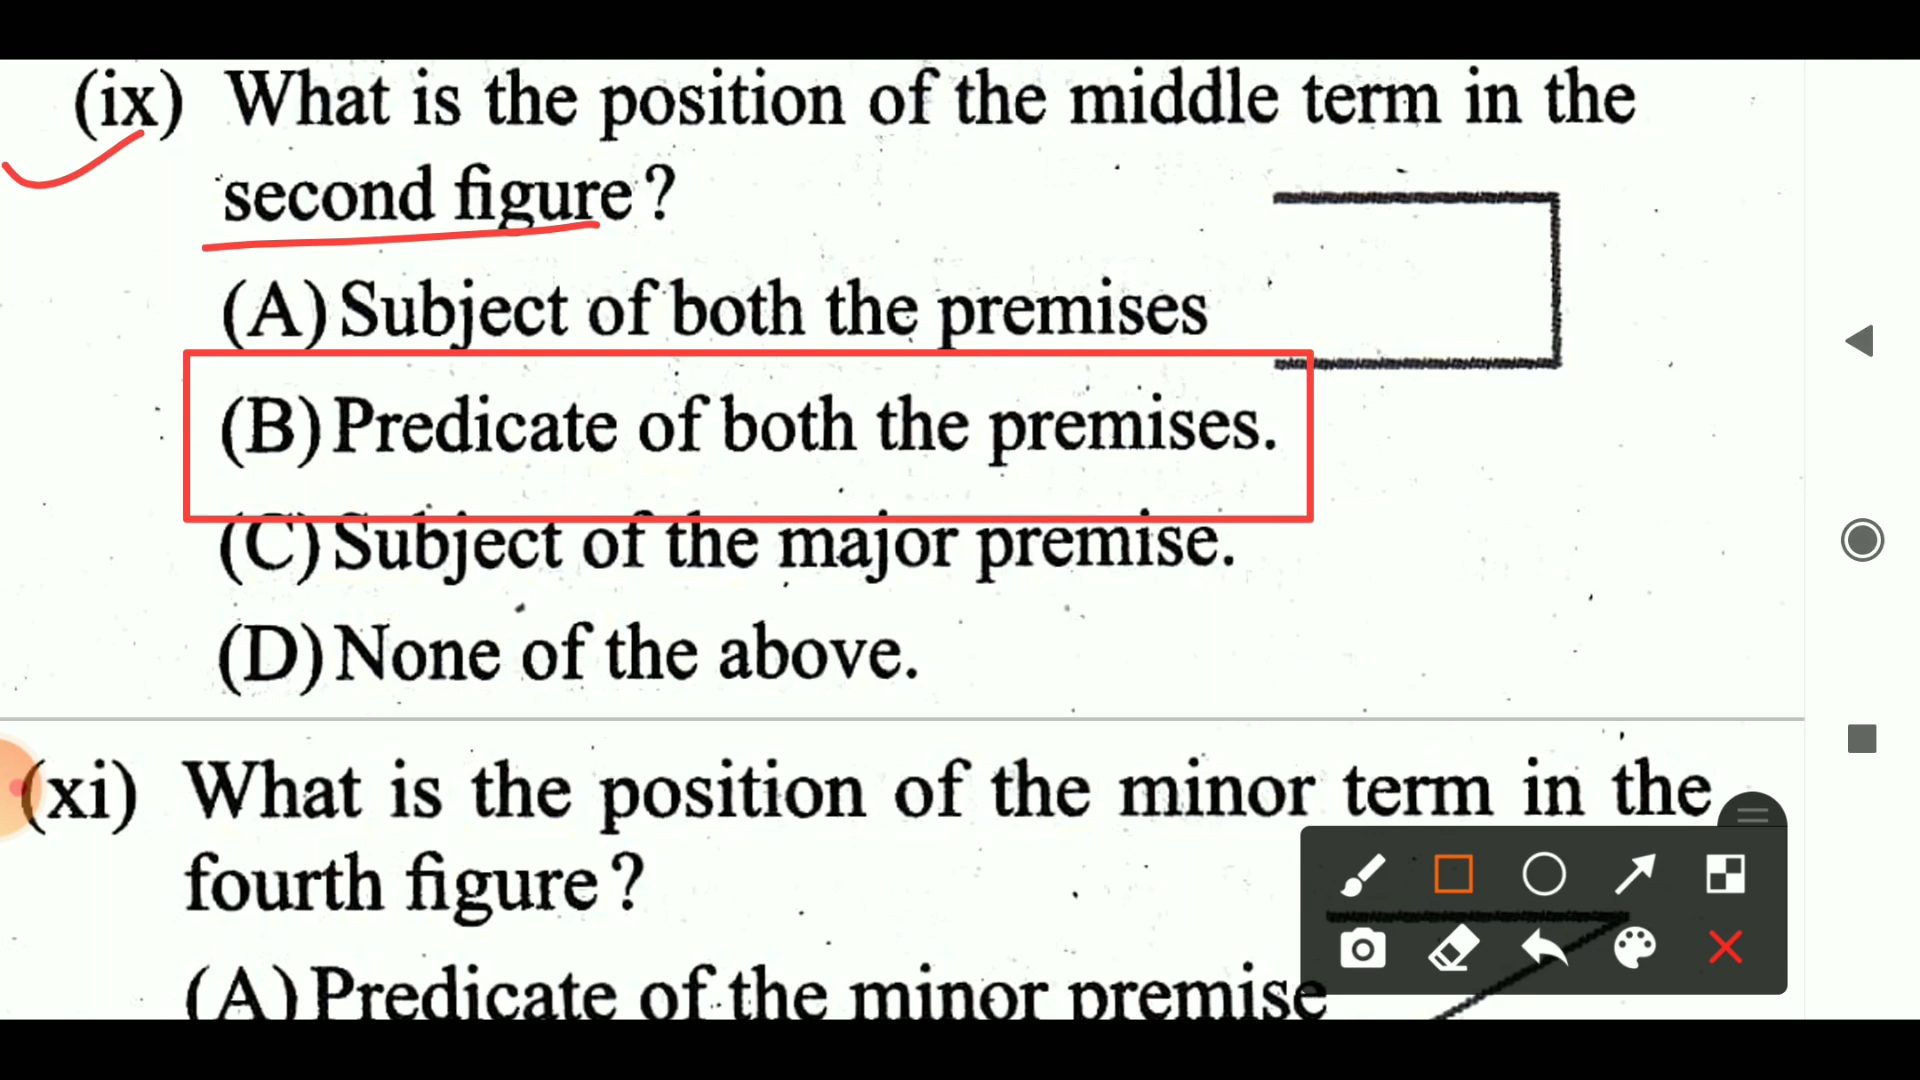 (ix) What is the position of the middle term in the
second figure?
(A) Subject of both the premises
(B) Predicate of both the premises.
(C) Subject of the major premise.
(D) None of the above.
(xi) What is the position of the minor term in the
fourth figure?
(A) Predicate of the minor premise